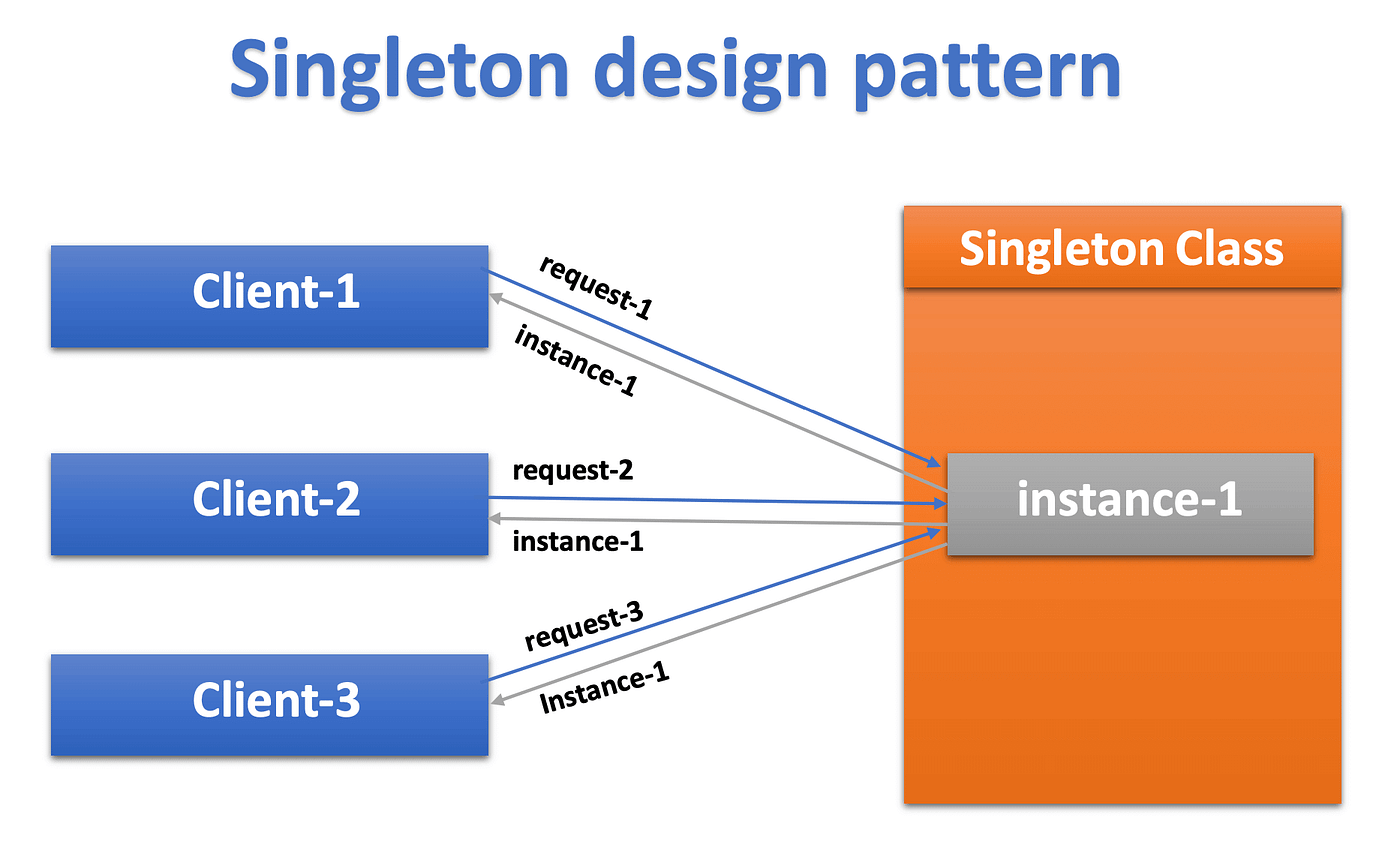 Singleton design pattern
Singleton Class
Client-1
request-1
instance-1
Client-2
request-2
instance-1
instance-1
Client-3
request-3
Instance-1